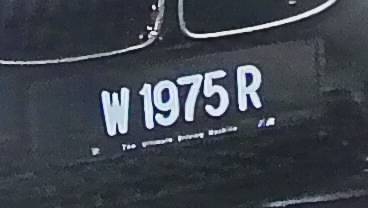 W 1975 R
The Ultimate Driving Machine